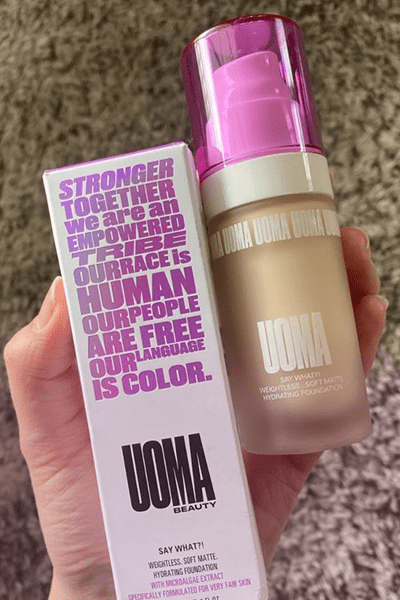 STRONGER
TOGETHER
we are an
EMPOWERED
TRIBE
OUR RACE is
HUMAN
OUR PEOPLE
ARE FREE
OUR LANGUAGE
IS COLOR.
UOMA
BEAUTY
SAY WHAT?!
WEIGHTLESS. SOFT MATTE.
HYDRATING FOUNDATION
WITH MICROALGAE EXTRACT
SPECIFICALLY FORMULATED FOR VERY FAIR SKIN
UOMA UOMA UOMA UOMA
UOMA
SAY WHAT?!
WEIGHTLESS. SOFT MATTE
HYDRATING FOUNDATION